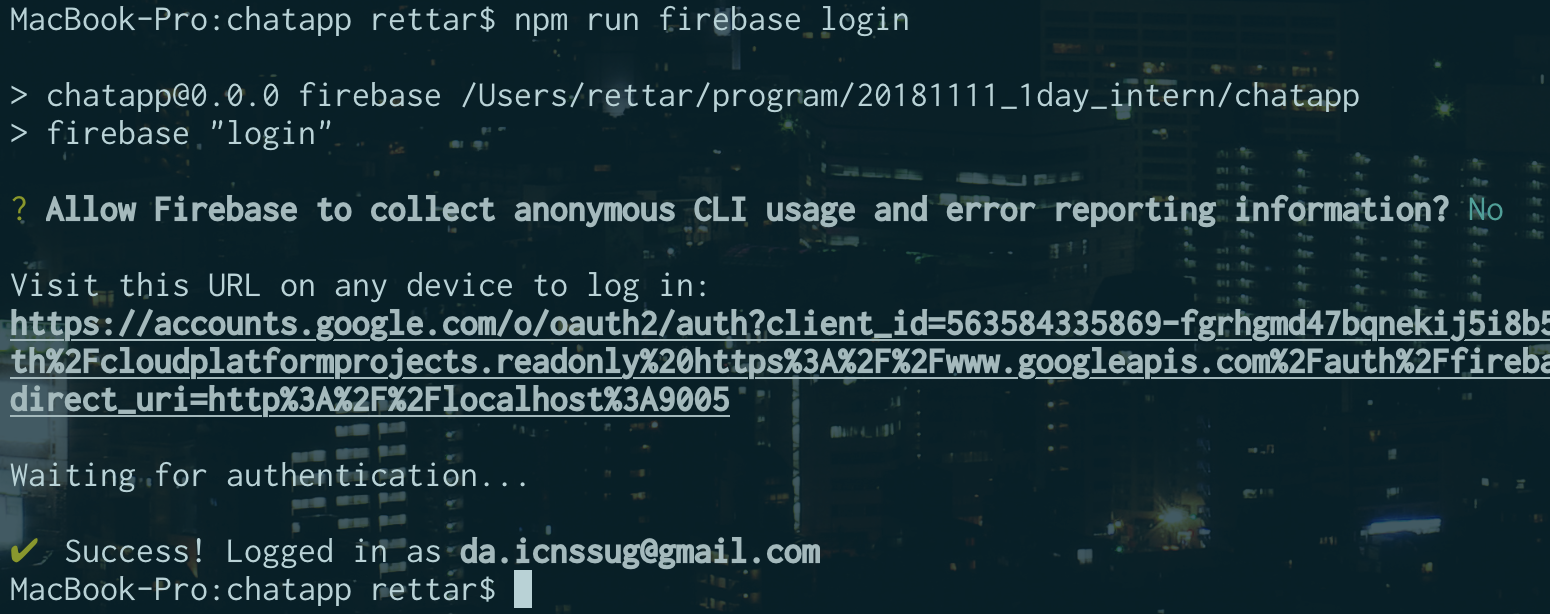 MacBook-Pro:chatapp rettar$ npm run firebase login
> chatapp@0.0.0 firebase /Users/rettar/program/20181111_1day_intern/chatapp
> firebase "login"
? Allow Firebase to collect anonymous CLI usage and error reporting information? No
Visit this URL on any device to log in:
https://accounts.google.com/o/oauth2/auth?client_id=563584335869-fgrhgmd47bqnekij5i8b5
th%2Fcloudplatformprojects.readonly%20https%3A%2F%2Fwww.googleapis.com%2Fauth%2Ffireba
direct_uri=http%3A%2F%2Flocalhost%3A9005
Waiting for authentication...
✔ Success! Logged in as da.icnssug@gmail.com
MacBook-Pro:chatapp rettar$